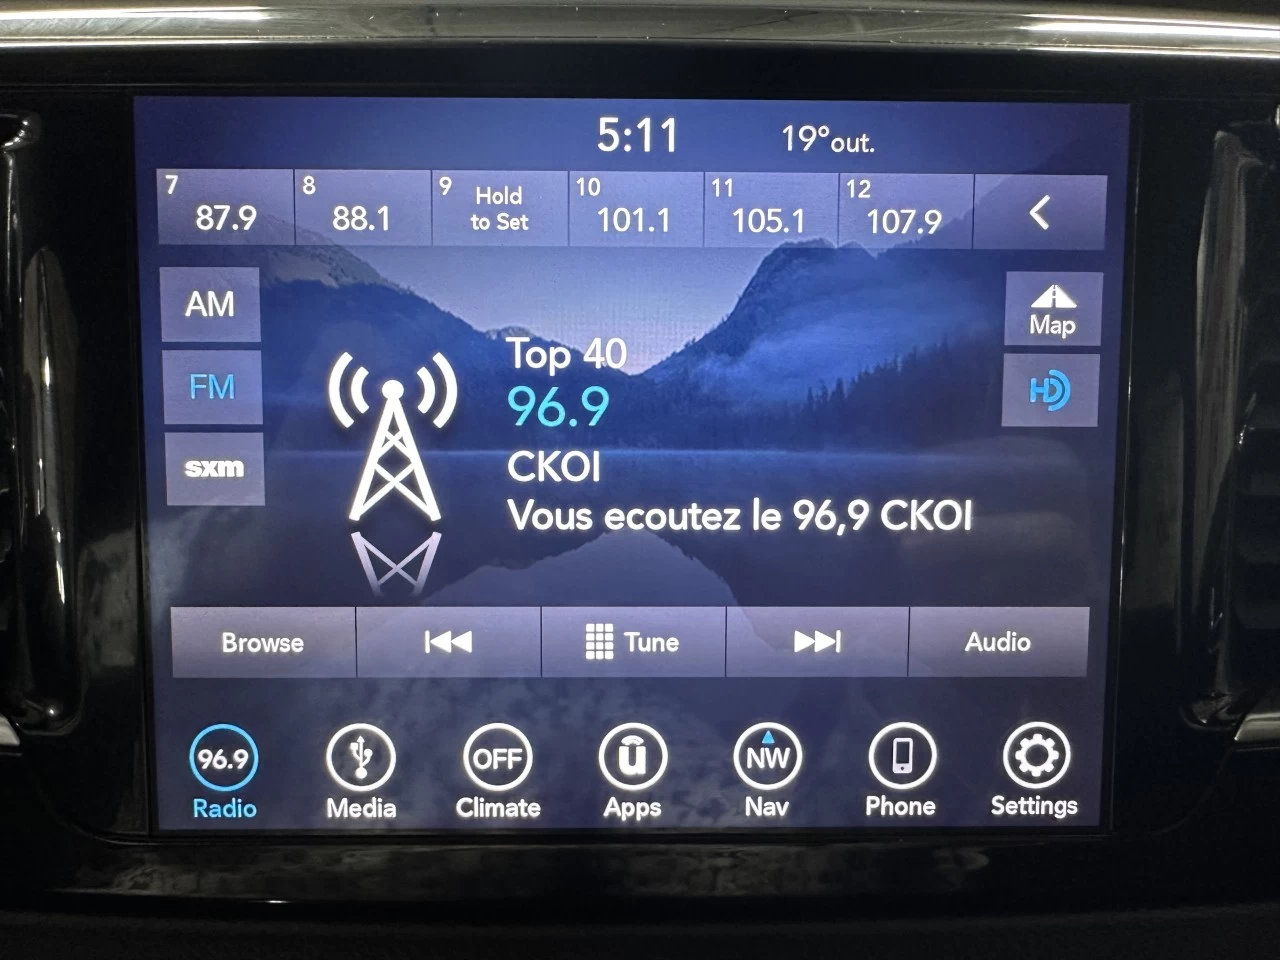 5:11 19°out.
7 87.9
8 88.1
9 Hold to Set
10 101.1
11 105.1
12 107.9
AM
Map
FM
HD
sxm
Top 40
96.9
CKOI
Vous ecoutez le 96,9 CKOI
Browse Tune Audio
96.9 OFF u NW
Radio Media Climate Apps Nav Phone Settings